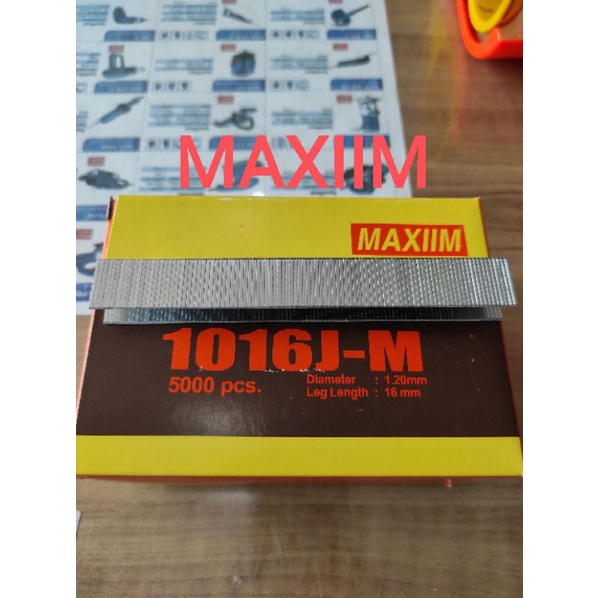 MAXIIM
MAXIIM
1016J-M
5000 pcs.
Diameter : 1.20mm
Leg Length : 16 mm